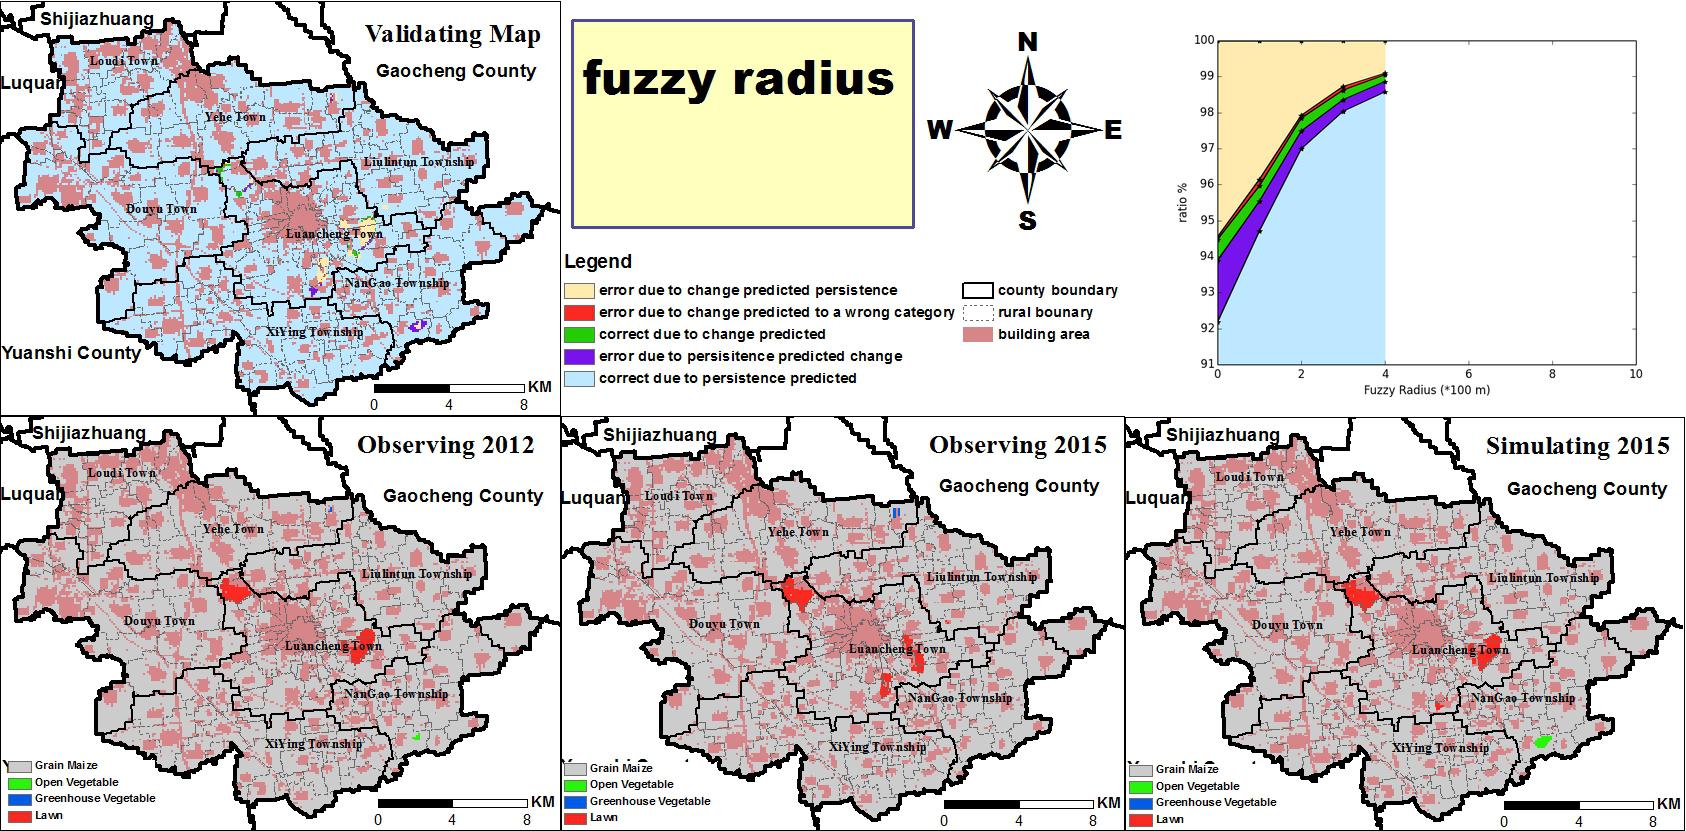 Shijiazhuang
Validating Map
Loudi Town
Gaocheng County
Luquan
Yehe Town
Liulintun Township
Douyu Town
Luancheng Town
NanGao Township
XiYing Township
Yuanshi County
KM
0 4 8
fuzzy radius
N
W E
S
Legend
error due to change predicted persistence
error due to change predicted to a wrong category
correct due to change predicted
error due to persisitence predicted change
correct due to persistence predicted
county boundary
rural bounary
building area
100
99
98
97
96
95
94
93
92
91
ratio %
0 2 4 6 8 10
Fuzzy Radius (*100 m)
Shijiazhuang
Observing 2012
Loudi Town
Luquan
Gaocheng County
Yehe Town
Liulintun Township
Douyu Town
Luancheng Town
NanGao Township
XiYing Township
Grain Maize
Open Vegetable
Greenhouse Vegetable
Lawn
KM
0 4 8
Shijiazhuang
Observing 2015
Gaocheng County
Luquan
Loudi Town
Yehe Town
Liulintun Township
Douyu Town
Luancheng Town
NanGao Township
XiYing Township
Grain Maize
Open Vegetable
Greenhouse Vegetable
Lawn
KM
0 4 8
Shijiazhuang
Simulating 2015
Loudi Town
Gaocheng County
Luquan
Yehe Town
Liulintun Township
Douyu Town
Luancheng Town
NanGao Township
XiYing Township
Grain Maize
Open Vegetable
Greenhouse Vegetable
Lawn
KM
0 4 8